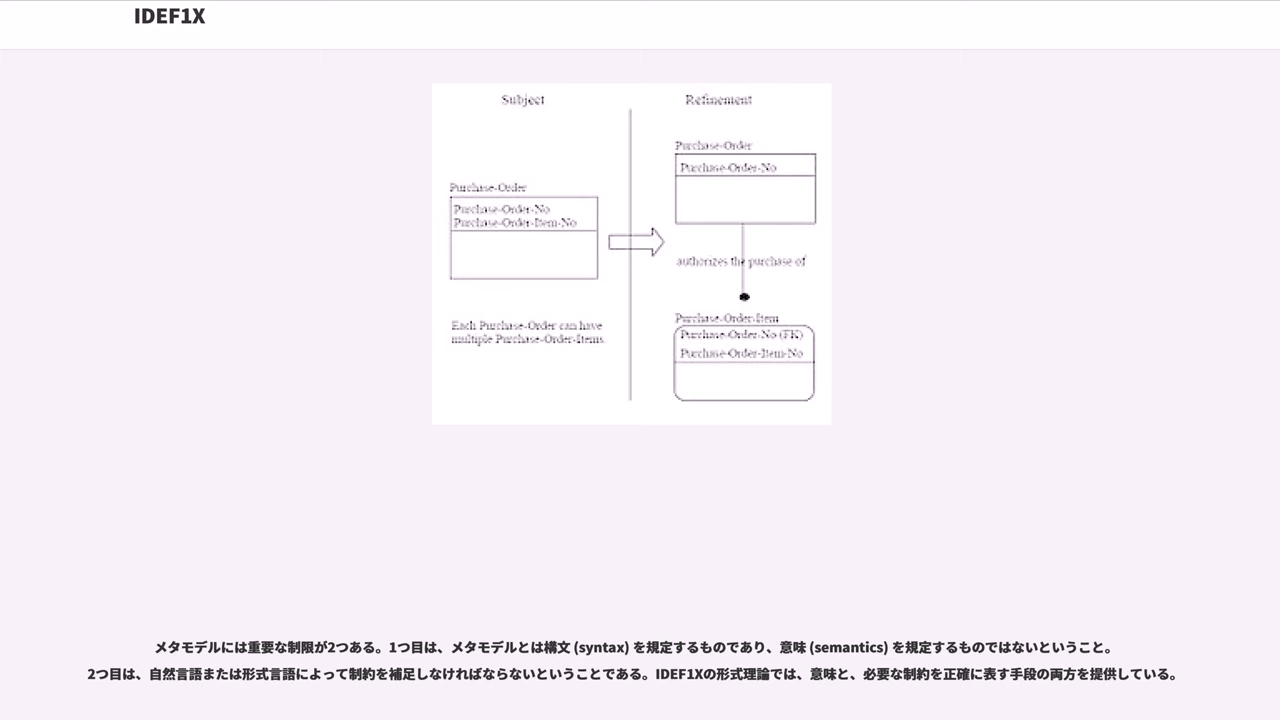 IDEF1X
Subject
Refinement
Purchase-Order
Purchase-Order-No
Purchase-Order
Purchase-Order-No
Purchase-Order-Item-No
authorizes the purchase of
Purchase-Order-Item
Each Purchase-Order can have
multiple Purchase-Order-Items.
Purchase-Order-No (FK)
Purchase-Order-Item-No
メタモデルには重要な制限が2つある。1つ目は、メタモデルとは構文 (syntax) を規定するものであり、意味 (semantics) を規定するものではないということ。
2つ目は、自然言語または形式言語によって制約を補足しなければならないということである。IDEF1Xの形式理論では、意味と、必要な制約を正確に表す手段の両方を提供している。